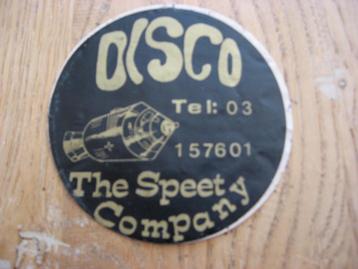 DISCO
Tel: 03
157601
The Speet
Company